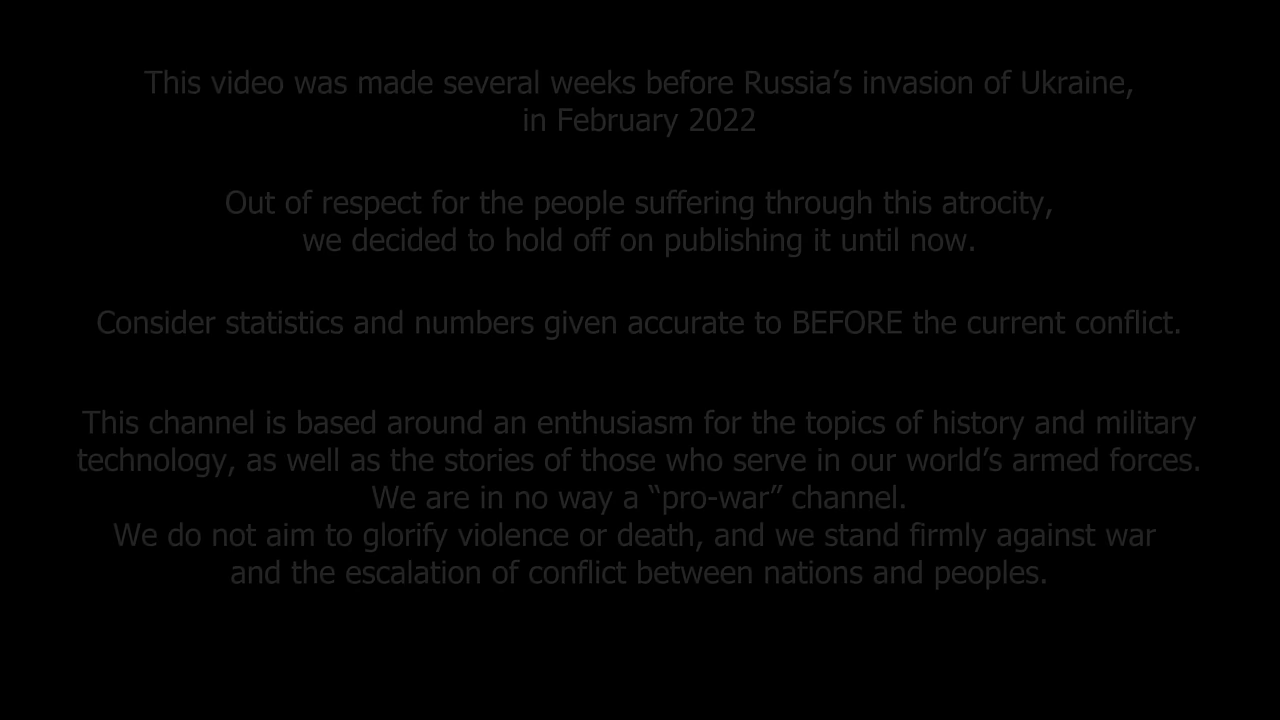 This video was made several weeks before Russia’s invasion of Ukraine,
in February 2022
Out of respect for the people suffering through this atrocity,
we decided to hold off on publishing it until now.
Consider statistics and numbers given accurate to BEFORE the current conflict.
This channel is based around an enthusiasm for the topics of history and military
technology, as well as the stories of those who serve in our world’s armed forces.
We are in no way a “pro-war” channel.
We do not aim to glorify violence or death, and we stand firmly against war
and the escalation of conflict between nations and peoples.